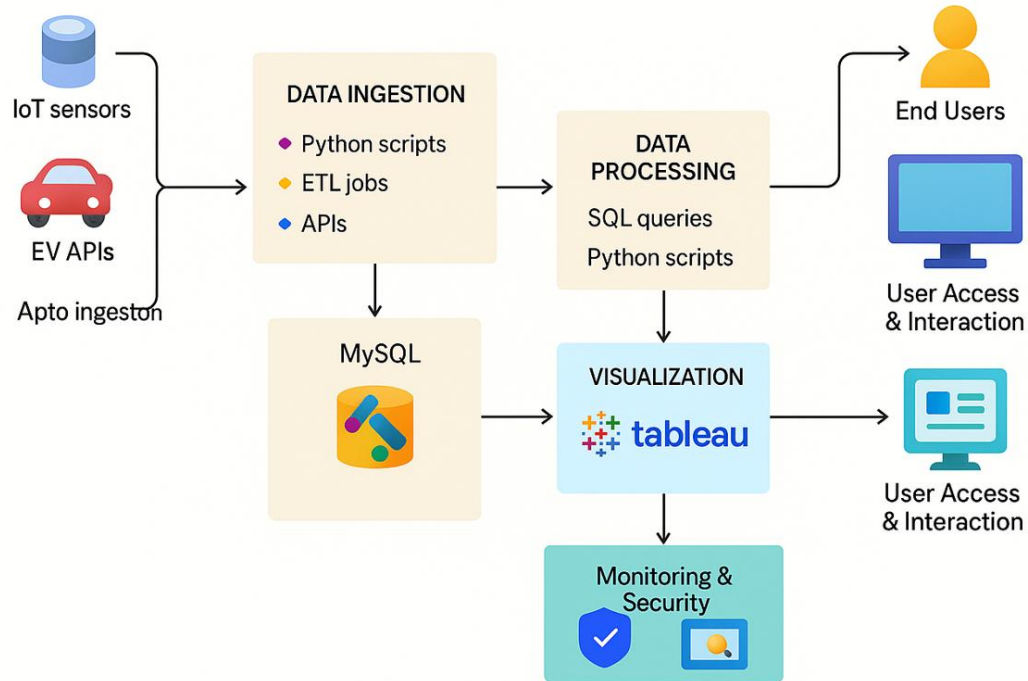 IoT sensors
EV APIs
Apto ingeston
DATA INGESTION
Python scripts
ETL jobs
APIs
MySQL
DATA
PROCESSING
SQL queries
Python scripts
VISUALIZATION
tableau
Monitoring &
Security
End Users
User Access
& Interaction
User Access
& Interaction